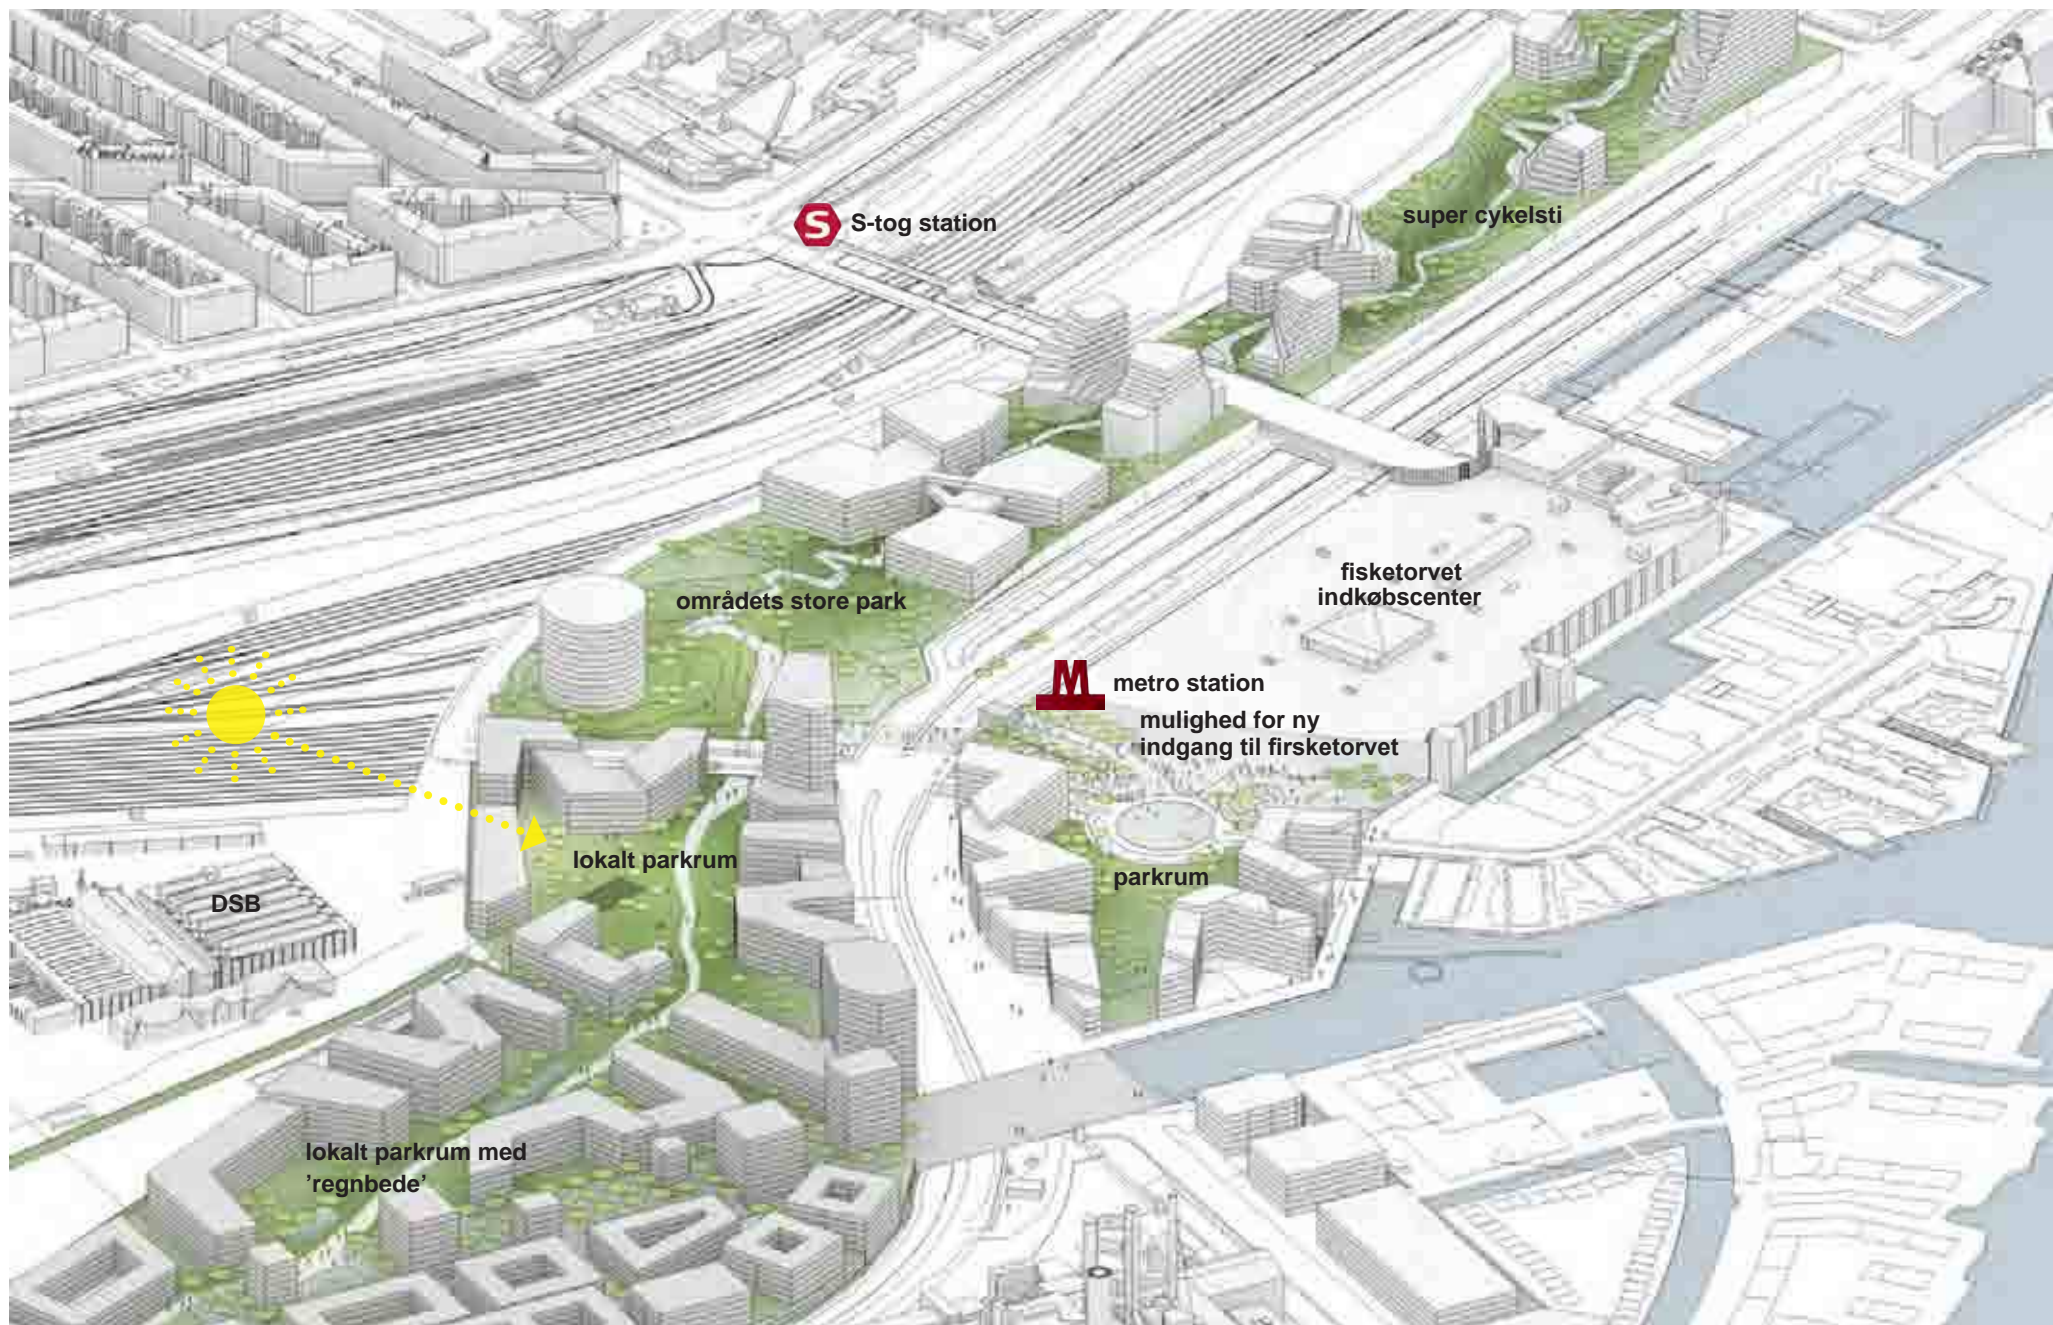 super cykelsti
S
S-tog station
fisketorvet
indkøbscenter
områdets store park
M
metro station
mulighed for ny
indgang til firsketorvet
lokalt parkrum
parkrum
DSB
lokalt parkrum med
’regnbede’